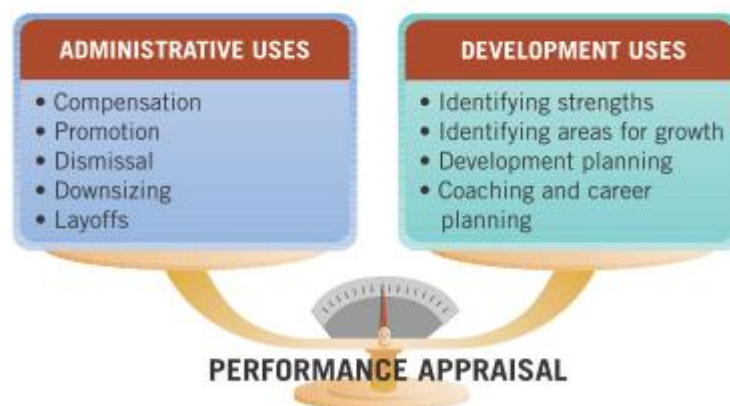 ADMINISTRATIVE USES
• Compensation
• Promotion
• Dismissal
• Downsizing
• Layoffs
DEVELOPMENT USES
• Identifying strengths
• Identifying areas for growth
• Development planning
• Coaching and career
planning
PERFORMANCE APPRAISAL